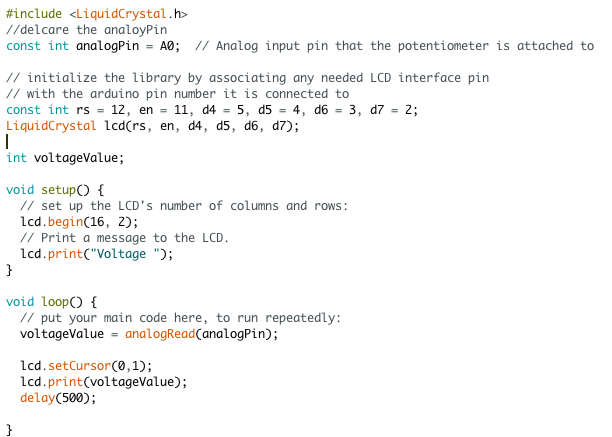 #include <LiquidCrystal.h>
//delcare the analoyPin
const int analogPin = A0;  // Analog input pin that the potentiometer is attached to

// initialize the library by associating any needed LCD interface pin
// with the arduino pin number it is connected to
const int rs = 12, en = 11, d4 = 5, d5 = 4, d6 = 3, d7 = 2;
LiquidCrystal lcd(rs, en, d4, d5, d6, d7);

int voltageValue;

void setup() {
  // set up the LCD's number of columns and rows:
  lcd.begin(16, 2);
  // Print a message to the LCD.
  lcd.print("Voltage ");
}

void loop() {
  // put your main code here, to run repeatedly:
  voltageValue = analogRead(analogPin);

  lcd.setCursor(0,1);
  lcd.print(voltageValue);
  delay(500);

}